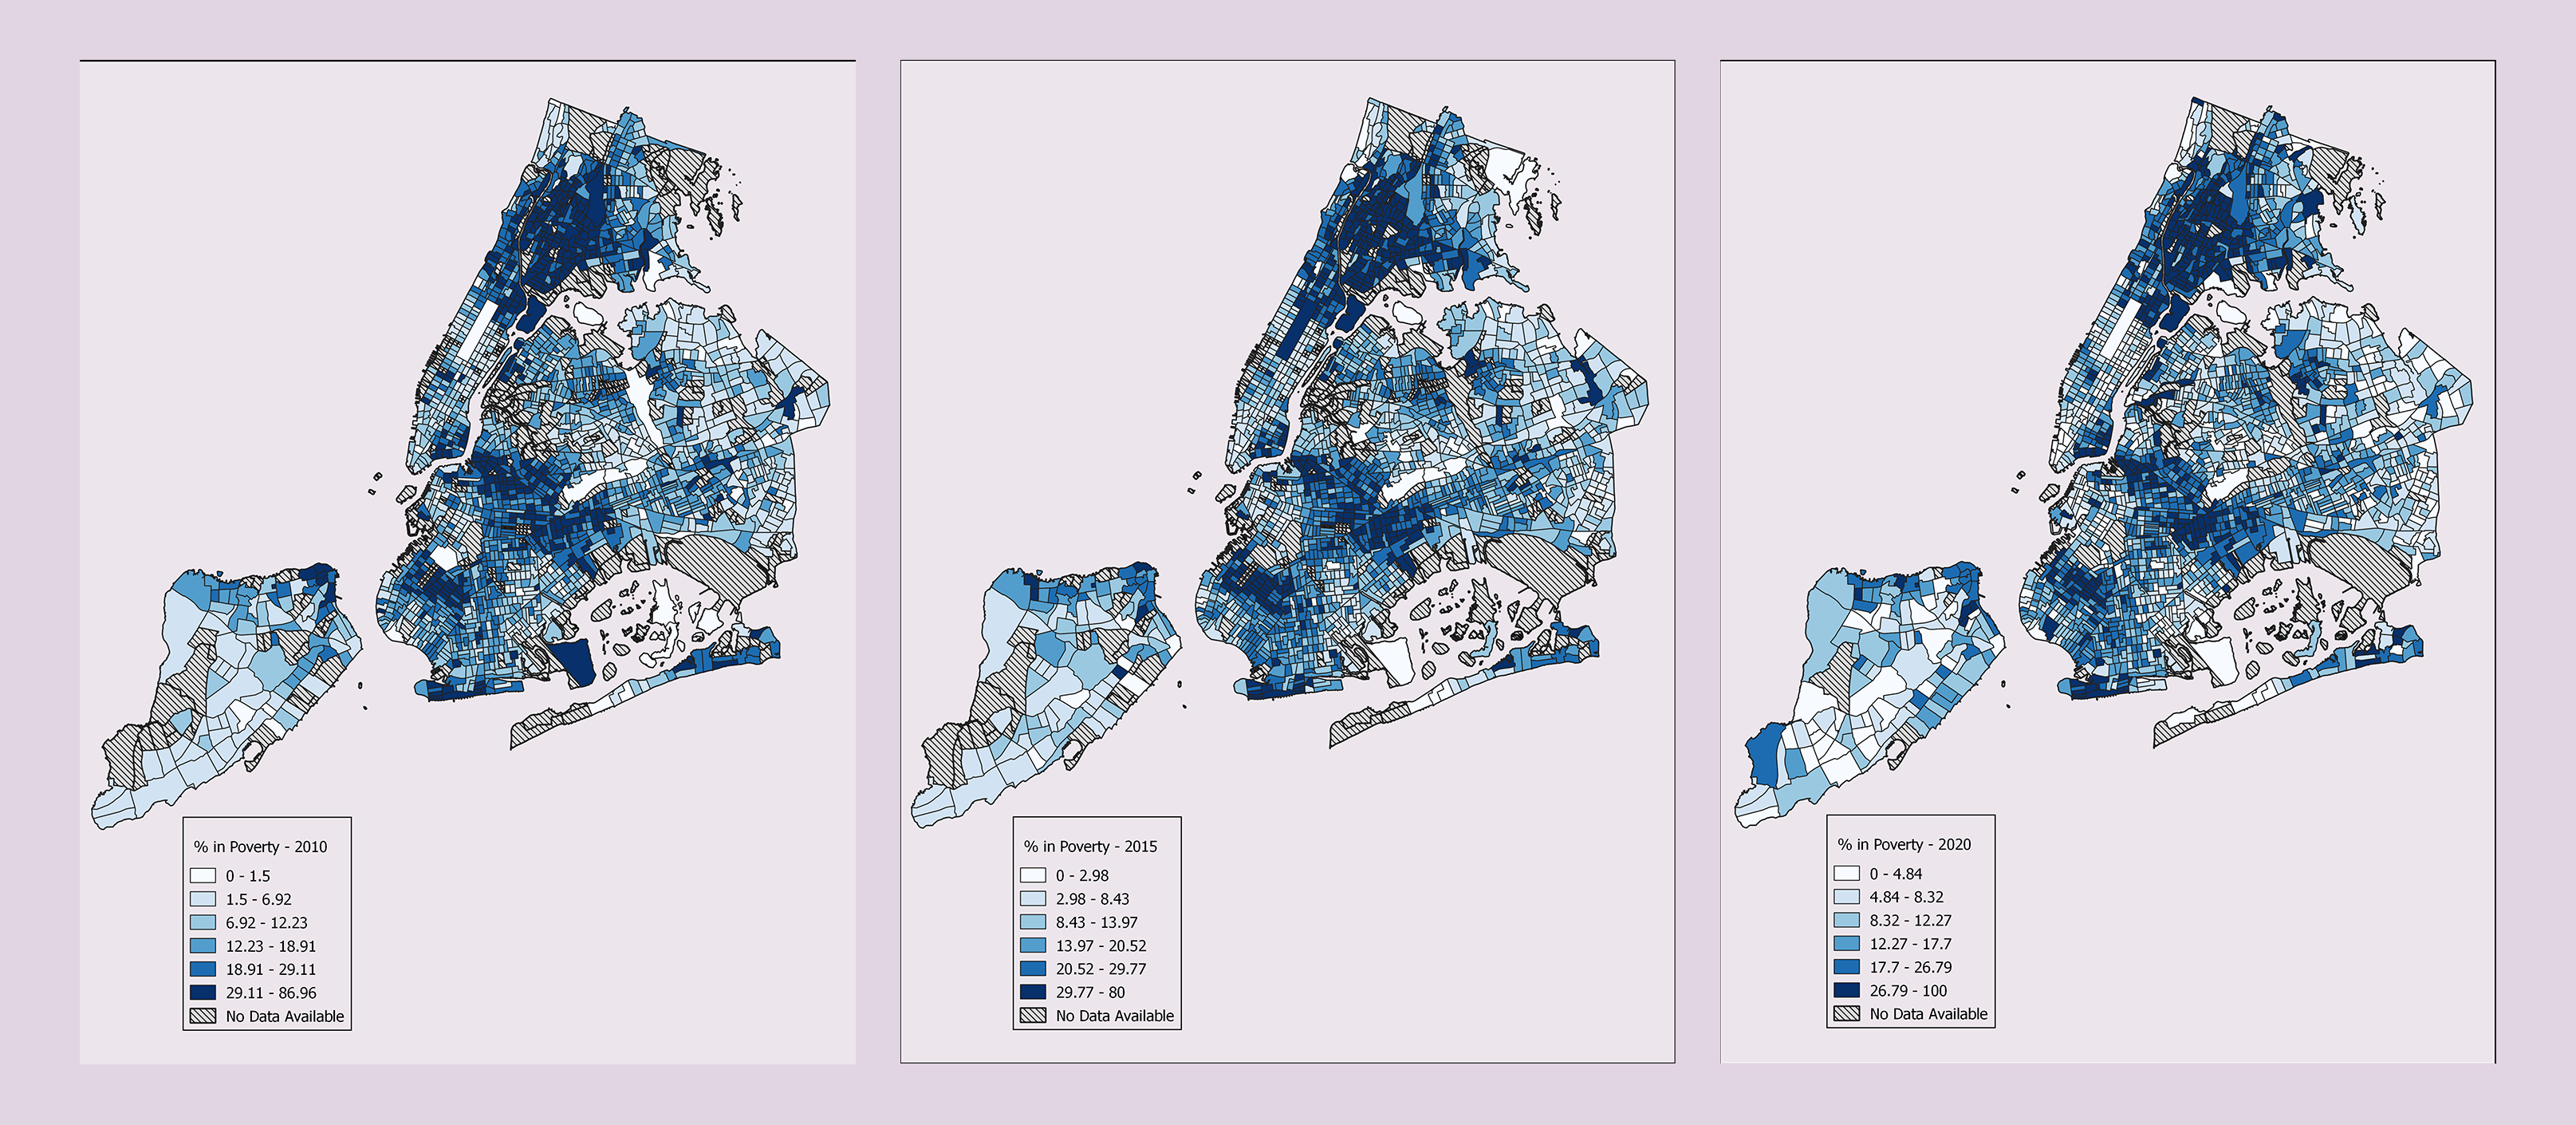 % in Poverty - 2010
0 - 1.5
1.5 - 6.92
6.92 - 12.23
12.23 - 18.91
18.91 - 29.11
29.11 - 86.96
No Data Available
% in Poverty - 2015
0 - 2.98
2.98 - 8.43
8.43 - 13.97
13.97 - 20.52
20.52 - 29.77
29.77 - 80
No Data Available
% in Poverty - 2020
0 - 4.84
4.84 - 8.32
8.32 - 12.27
12.27 - 17.7
17.7 - 26.79
26.79 - 100
No Data Available